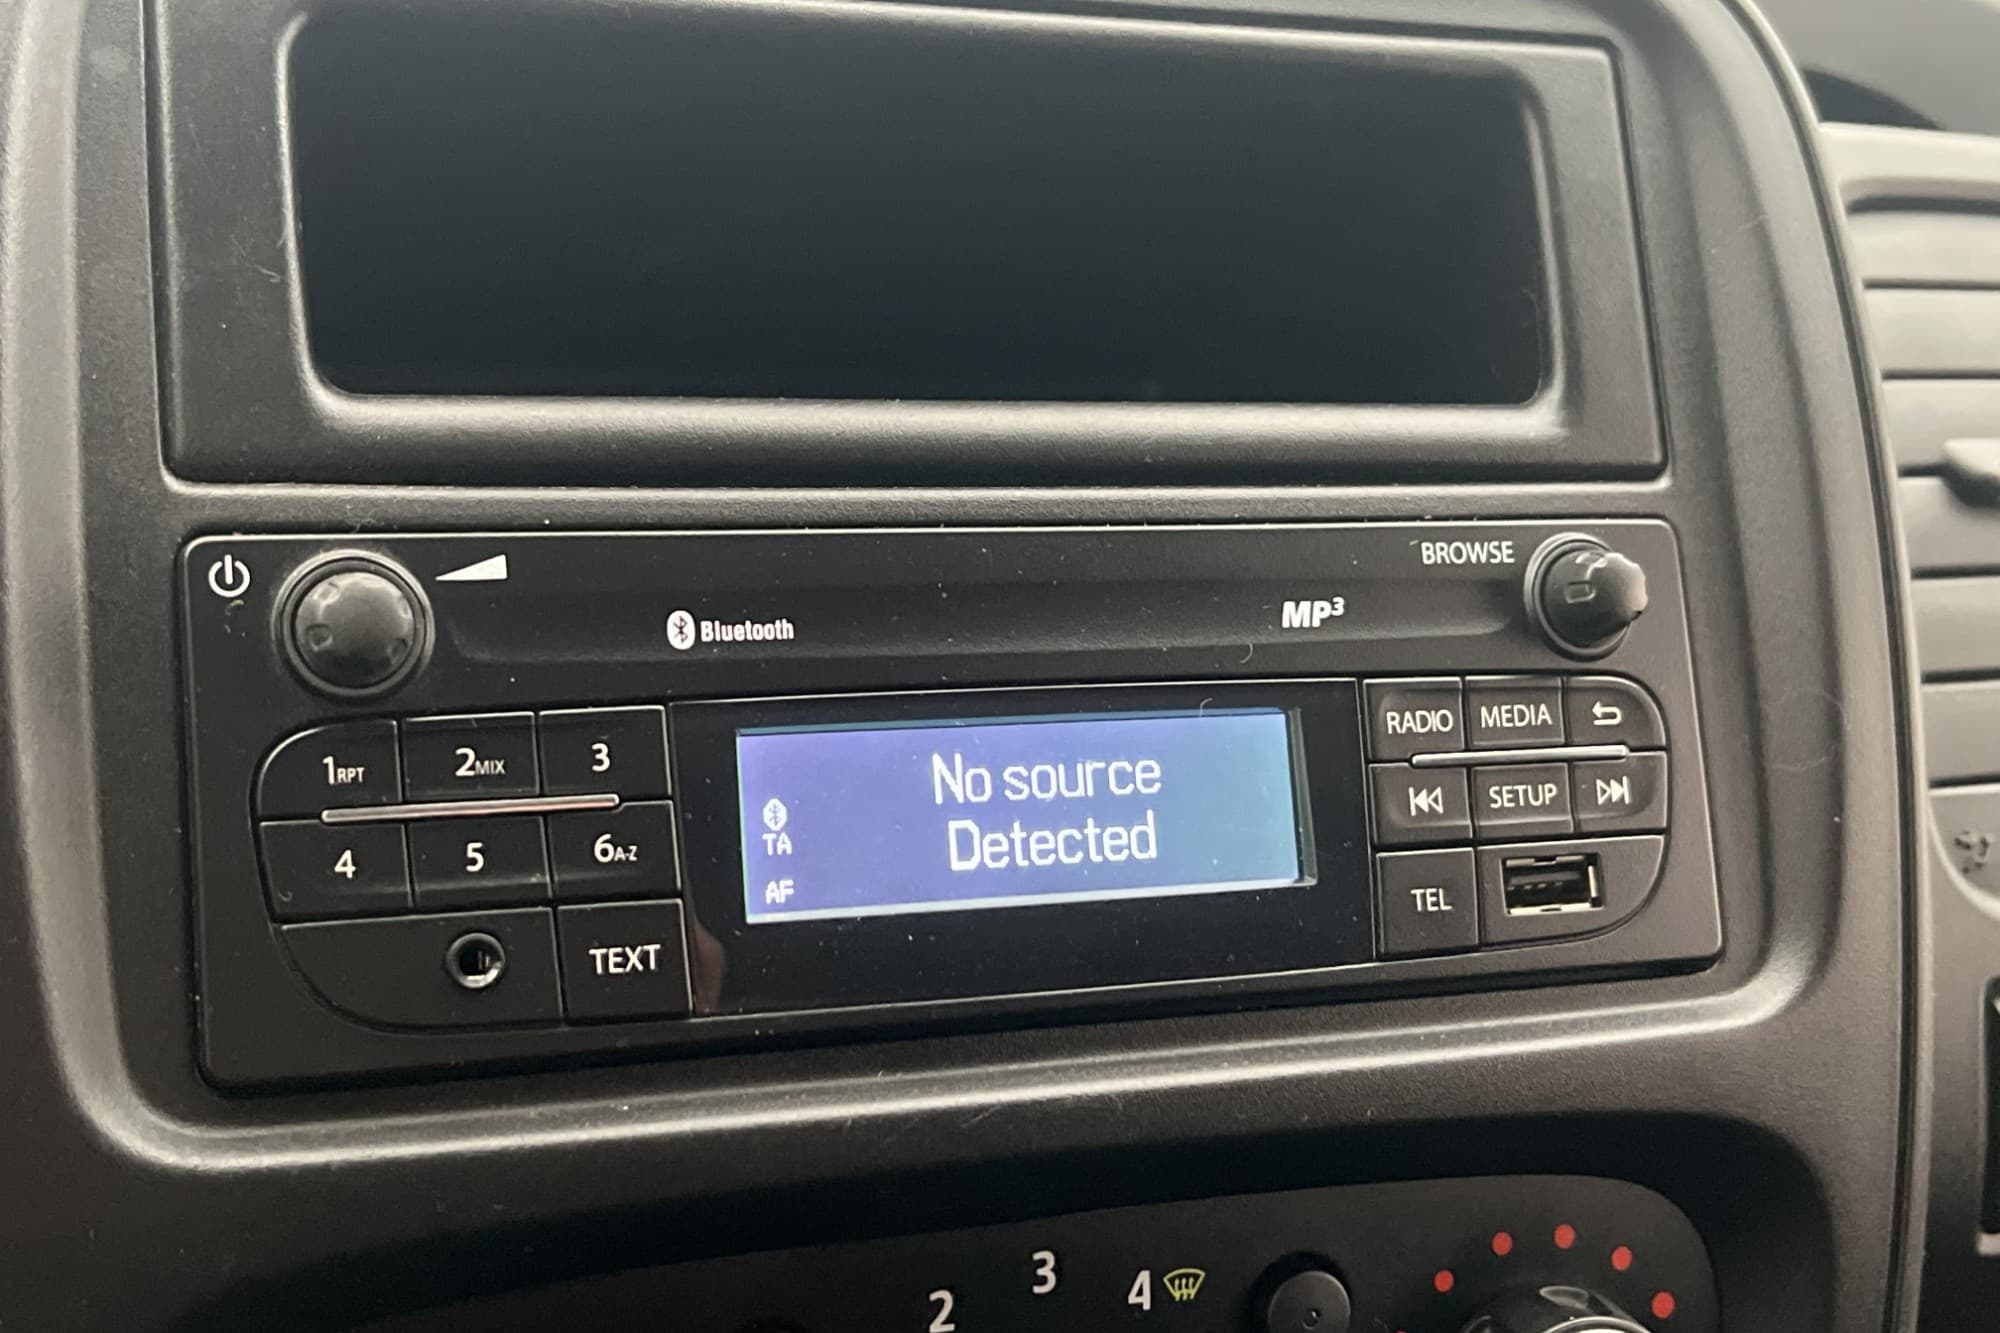 BROWSE
Bluetooth
MP3
1RPT
2MIX
3
4
5
6A-Z
TEXT
No source
Detected
TA
AF
RADIO
MEDIA
SETUP
TEL
2
3
4